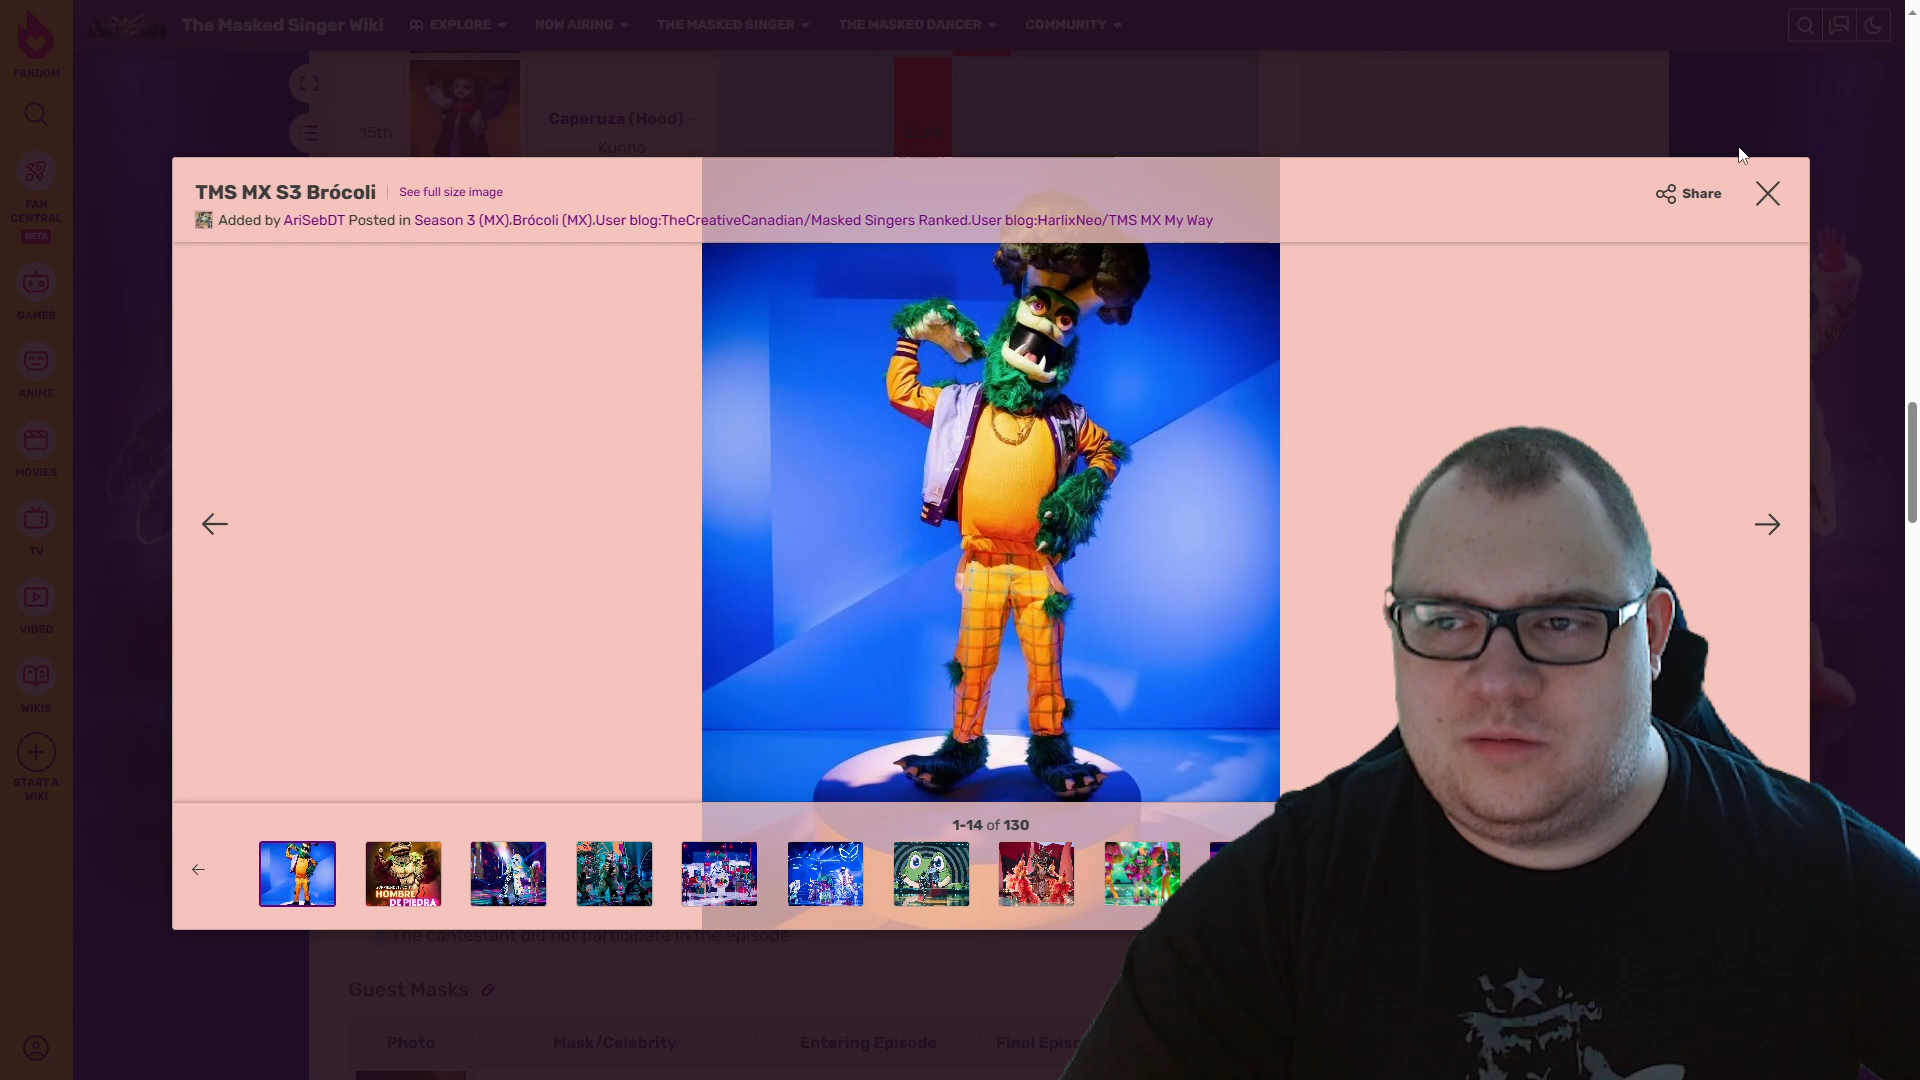 The Masked Singer Wiki
EXPLORE
NOW AIRING
THE MASKED SINGER
THE MASKED DANCER
COMMUNITY
FANDOM
FAN CENTRAL
BETA
GAMES
ANIME
MOVIES
TV
VIDEO
WIKIS
START A WIKI
15th
Caperuza (Hood) -
Kunno
TMS MX S3 Brócoli
See full size image
Share
Added by AriSebDT Posted in Season 3 (MX),Brócoli (MX),User blog:TheCreativeCanadian/Masked Singers Ranked,User blog:HarlixNeo/TMS MX My Way
1-14 of 130
HOMBRE
DE PIEDRA
The contestant did not participate in the episode.
Guest Masks
Photo
Mask/Celebrity
Entering Episode
Final